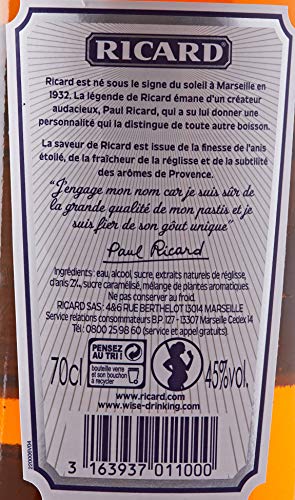 RICARD
Ricard est né sous le signe du soleil à Marseille en
1932. La légende de Ricard émane d'un créateur
audacieux, Paul Ricard, qui a su lui donner une
personnalité qui la distingue de toute autre boisson.
La saveur de Ricard est issue de la finesse de l'anis
étoilé, de la fraîcheur de la réglisse et de la subtilité
des arômes de Provence.
"J'engage mon nom car je suis sûr de
la grande qualité de mon pastis et je
suis fier de son goût unique"
Paul Ricard
Ingrédients : eau, alcool, sucre, extraits naturels de réglisse,
d'anis 2%, sucre caramélisé, mélange de plantes aromatiques.
Ne pas conserver au froid.
RICARD SAS: 4&6 RUE BERTHELOT 13014 MARSEILLE
Service relations consommateurs B.P 127 - 13307 Marseille Cedex 14
Tél : 0800 25 98 60 (service et appel gratuits).
70cl
PENSEZ
AU TRI !
bouteille verre
et son bouchon
à recycler
45%vol.
www.ricard.com
www.wise-drinking.com
3 163937 011000